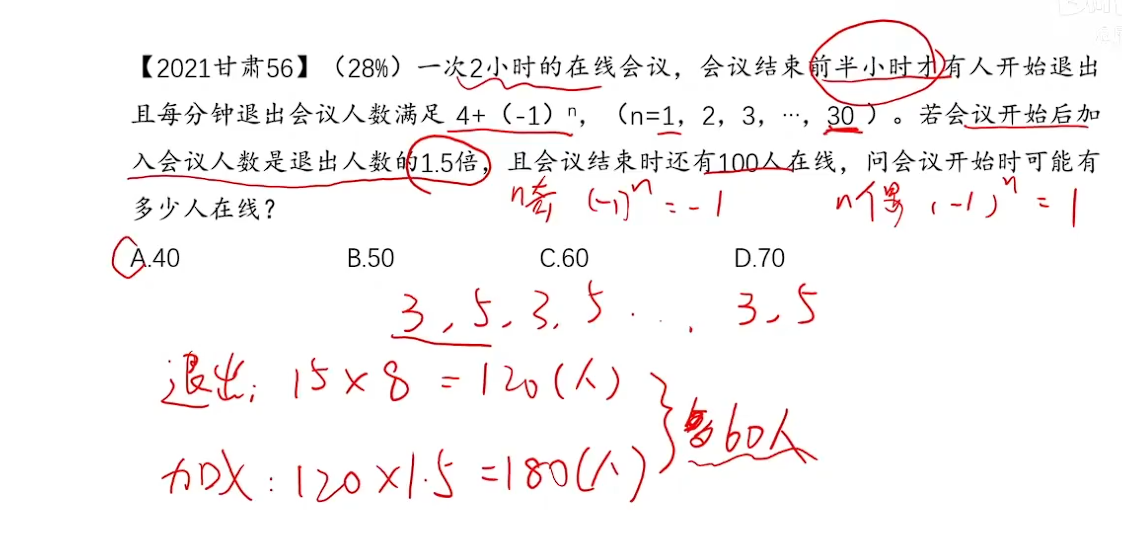 【2021甘肃56】（28%）一次2小时的在线会议，会议结束前半小时才有人开始退出
且每分钟退出会议人数满足 4+（-1）ⁿ，（n=1，2，3，…，30）。若会议开始后加
入会议人数是退出人数的1.5倍，且会议结束时还有100人在线，问会议开始时可能有
多少人在线？
n奇 (-1)ⁿ = -1 n偶 (-1)ⁿ = 1
A.40 B.50 C.60 D.70
3, 5, 3, 5 ... 3, 5
退出: 15×8 =120(人)
60人
加入: 120×1.5 =180(人)